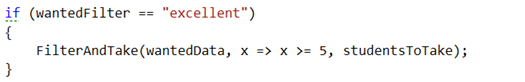 if (wantedFilter == "excellent")
{
    FilterAndTake(wantedData, x => x >= 5, studentsToTake);
}